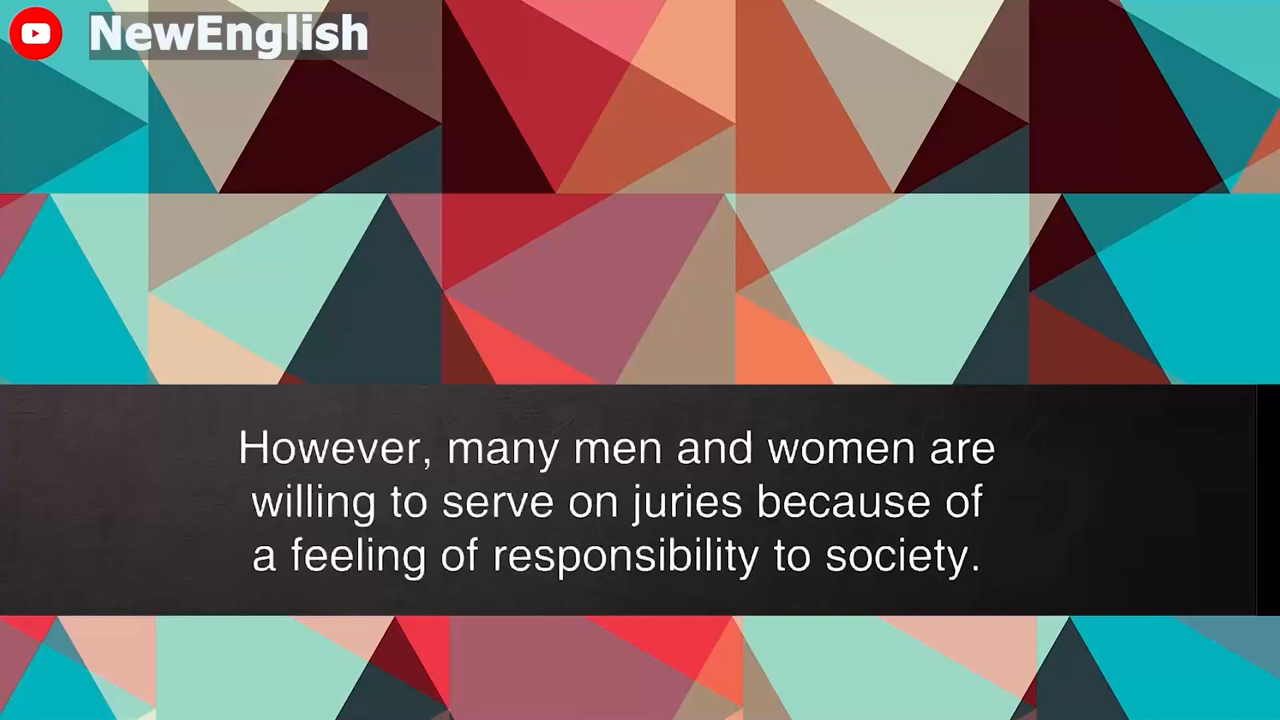 NewEnglish
However, many men and women are
willing to serve on juries because of
a feeling of responsibility to society.